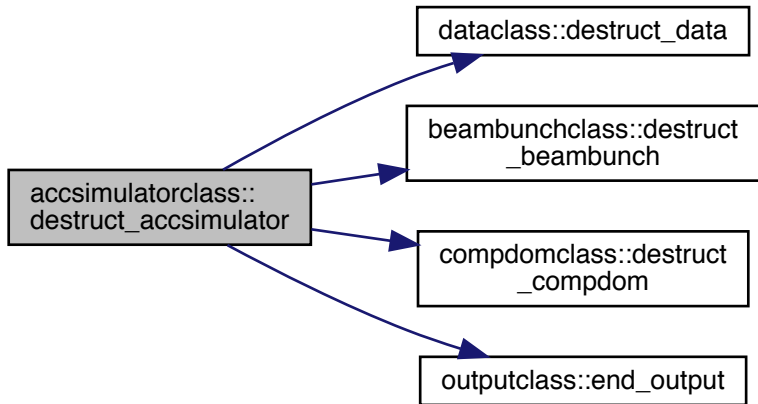 dataclass::destruct_data
beambunchclass::destruct
_beambunch
accsimulatorclass::
destruct_accsimulator
compdomclass::destruct
_compdom
outputclass::end_output